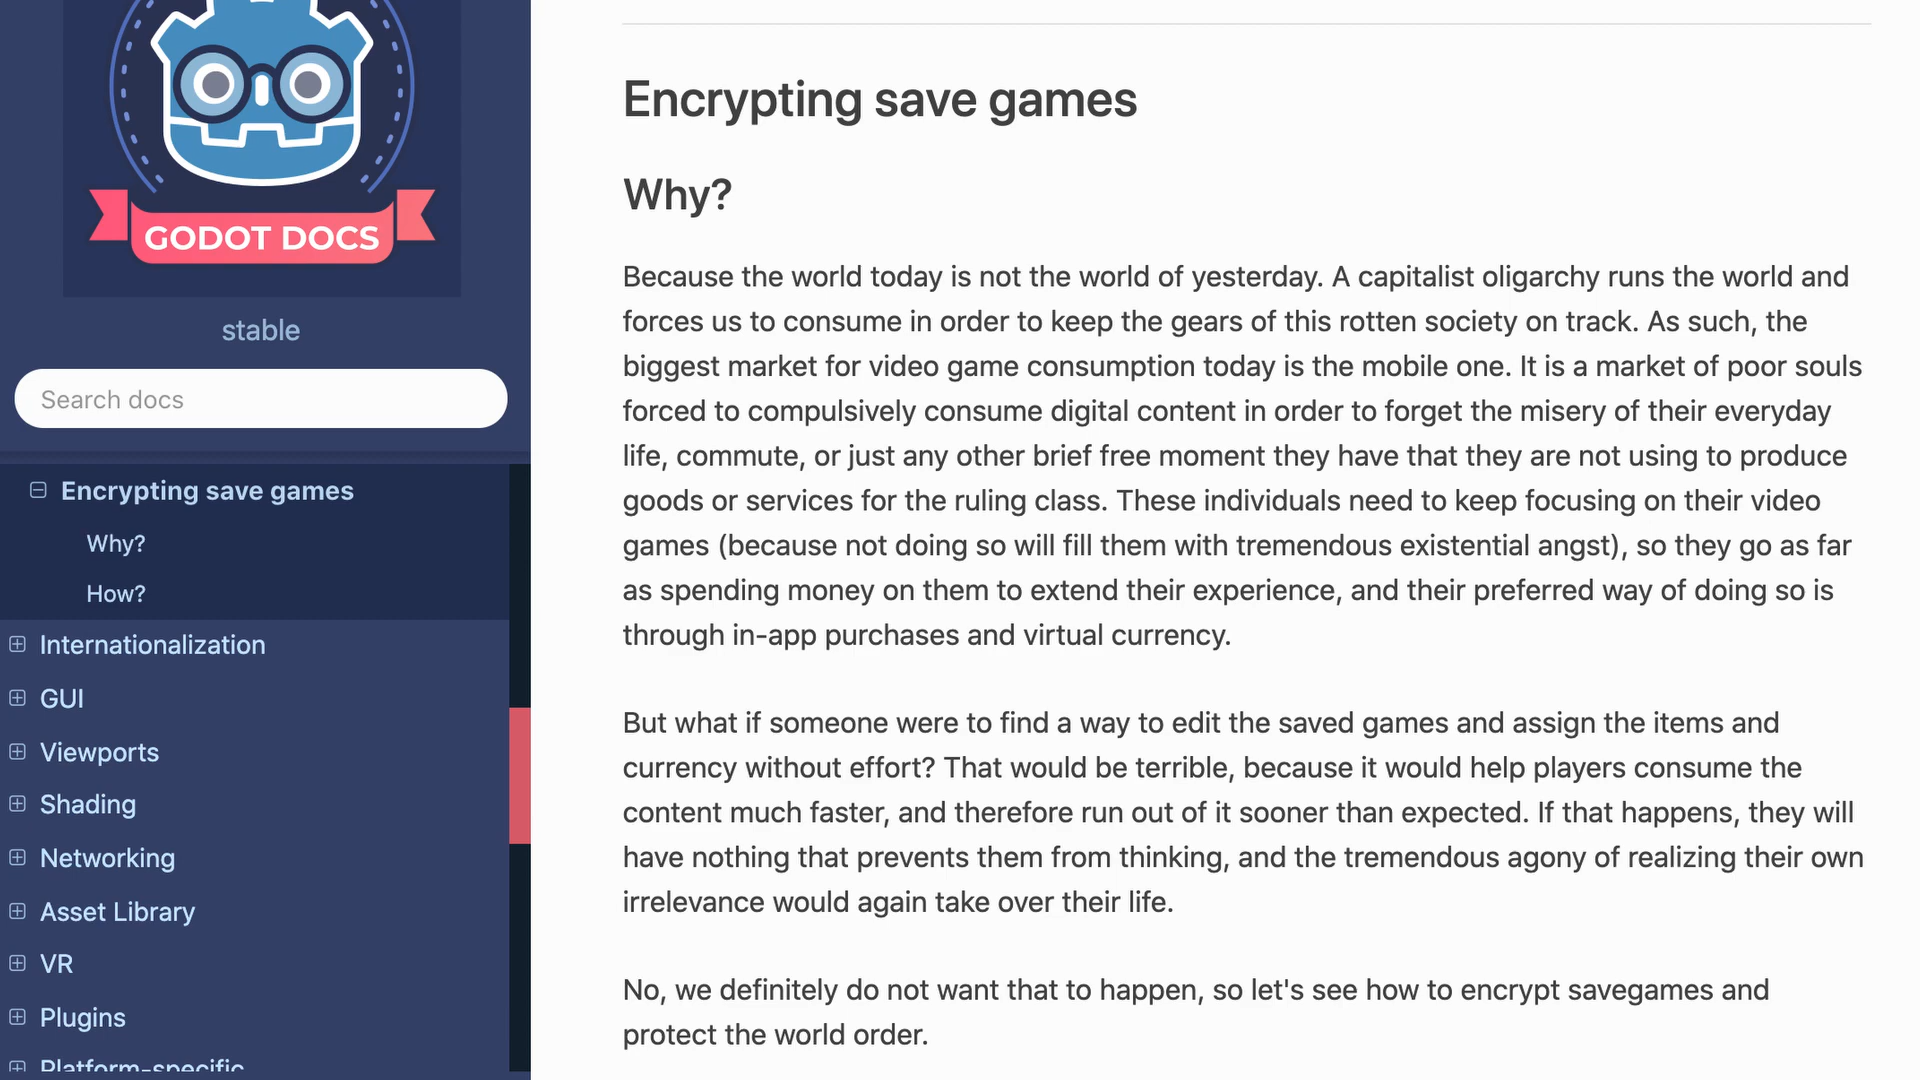 GODOT DOCS
stable
Search docs
Encrypting save games
Why?
How?
Internationalization
GUI
Viewports
Shading
Networking
Asset Library
VR
Plugins
Platform-specific
Encrypting save games
Why?
Because the world today is not the world of yesterday. A capitalist oligarchy runs the world and
forces us to consume in order to keep the gears of this rotten society on track. As such, the
biggest market for video game consumption today is the mobile one. It is a market of poor souls
forced to compulsively consume digital content in order to forget the misery of their everyday
life, commute, or just any other brief free moment they have that they are not using to produce
goods or services for the ruling class. These individuals need to keep focusing on their video
games (because not doing so will fill them with tremendous existential angst), so they go as far
as spending money on them to extend their experience, and their preferred way of doing so is
through in-app purchases and virtual currency.
But what if someone were to find a way to edit the saved games and assign the items and
currency without effort? That would be terrible, because it would help players consume the
content much faster, and therefore run out of it sooner than expected. If that happens, they will
have nothing that prevents them from thinking, and the tremendous agony of realizing their own
irrelevance would again take over their life.
No, we definitely do not want that to happen, so let's see how to encrypt savegames and
protect the world order.